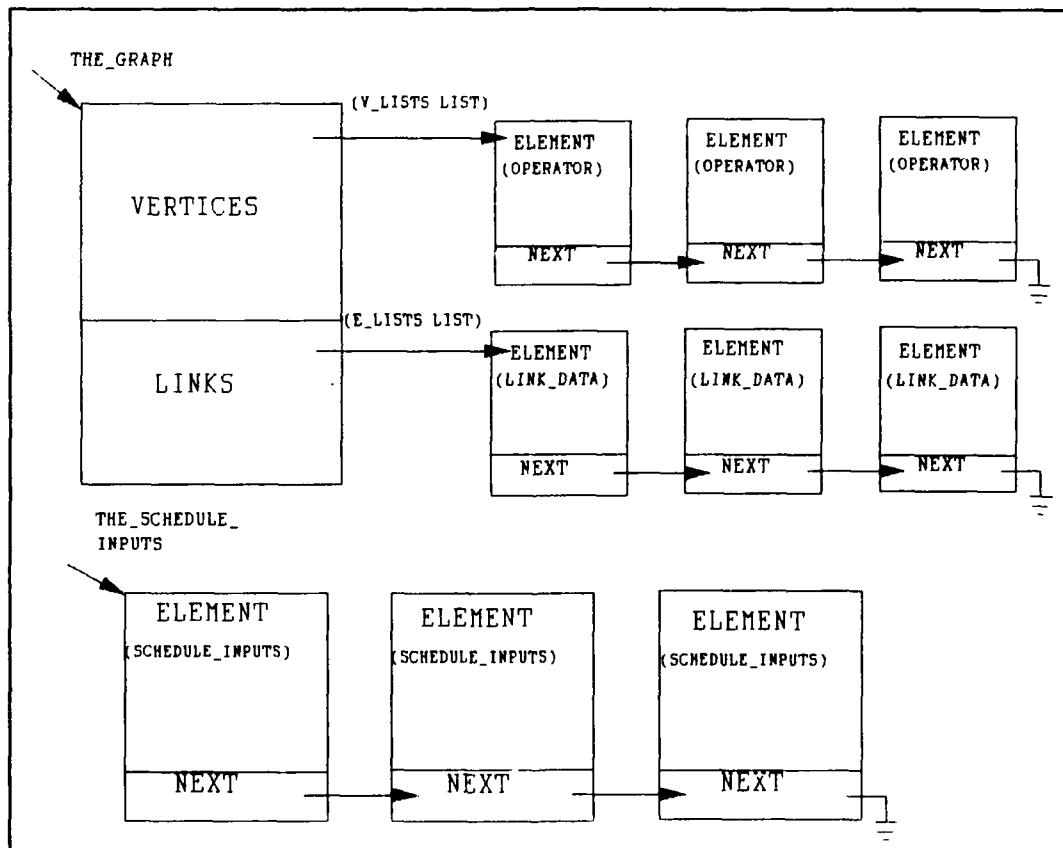 THE_GRAPH
(V_LISTS LIST)
VERTICES
ELEMENT
(OPERATOR)
NEXT
ELEMENT
(OPERATOR)
NEXT
ELEMENT
(OPERATOR)
NEXT
(E_LISTS LIST)
LINKS
ELEMENT
(LINK_DATA)
NEXT
ELEMENT
(LINK_DATA)
NEXT
ELEMENT
(LINK_DATA)
NEXT
THE_SCHEDULE_
INPUTS
ELEMENT
(SCHEDULE_INPUTS)
NEXT
ELEMENT
(SCHEDULE_INPUTS)
NEXT
ELEMENT
(SCHEDULE_INPUTS)
NEXT